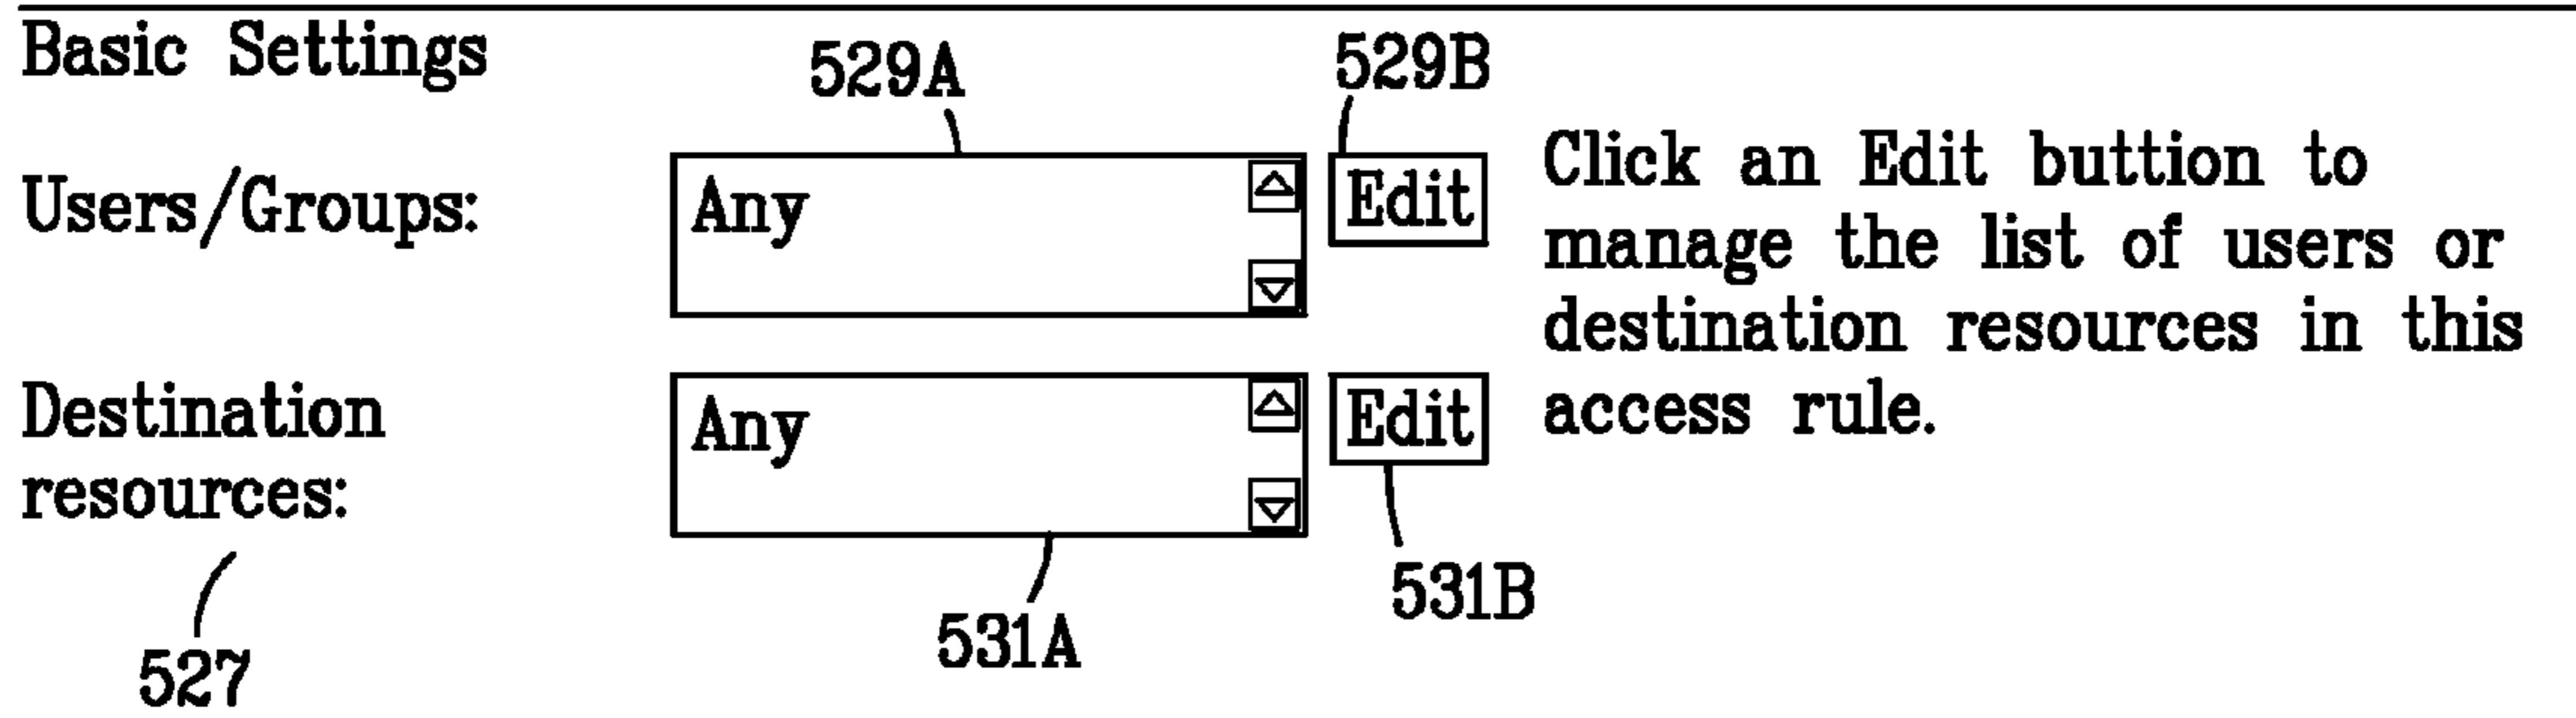 Basic Settings
529A
529B
Users/Groups:
Any
Edit
Click an Edit buttion to
manage the list of users or
destination resources in this
access rule.
Destination
resources:
Any
Edit
527
531A
531B